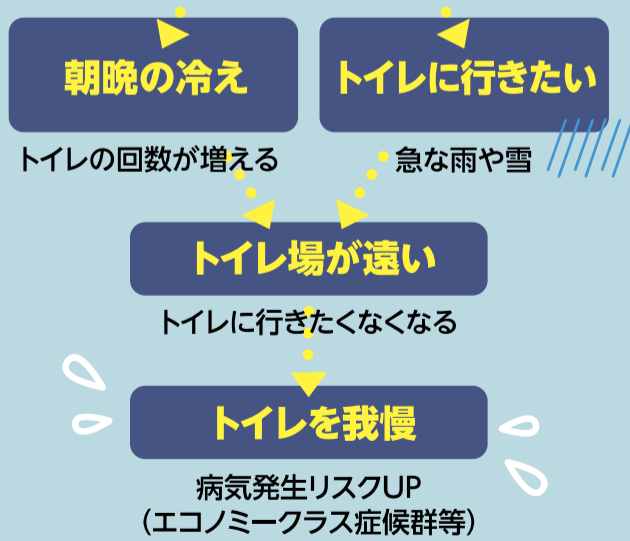 朝晩の冷え
トイレに行きたい
トイレの回数が増える
急な雨や雪
トイレ場が遠い
トイレに行きたくなくなる
トイレを我慢
病気発生リスクUP
(エコノミークラス症候群等)